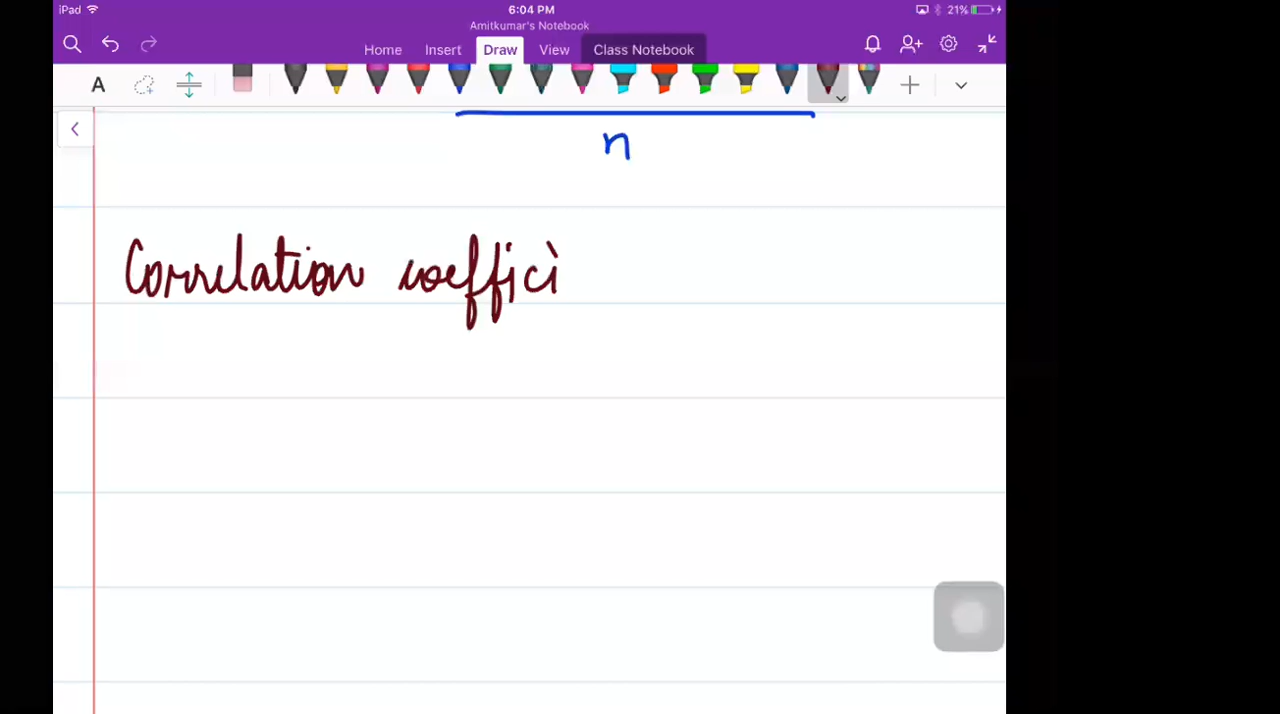 iPad 6:04 PM 21%
Amitkumar's Notebook
Home Insert Draw View Class Notebook
A
n
Correlation coeffici